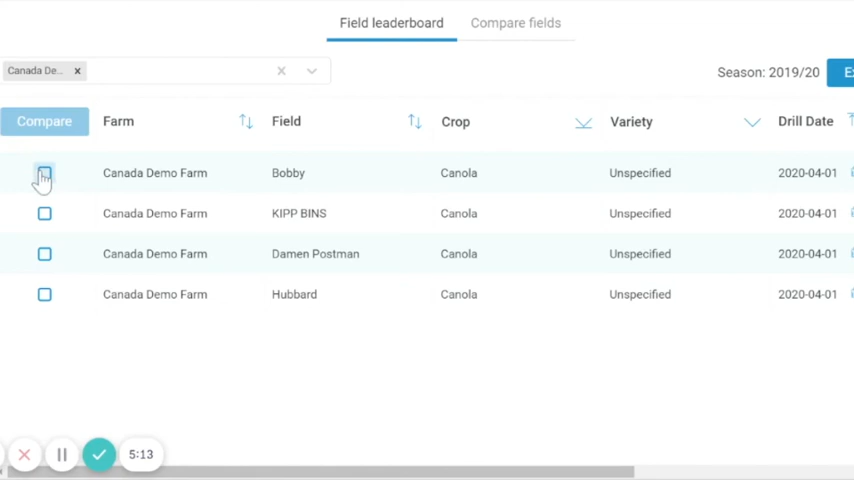 Field leaderboard Compare fields
Canada De... x Season: 2019/20 E
Compare Farm Field Crop Variety Drill Date
Canada Demo Farm Bobby Canola Unspecified 2020-04-01
Canada Demo Farm KIPP BINS Canola Unspecified 2020-04-01
Canada Demo Farm Damen Postman Canola Unspecified 2020-04-01
Canada Demo Farm Hubbard Canola Unspecified 2020-04-01
5:13